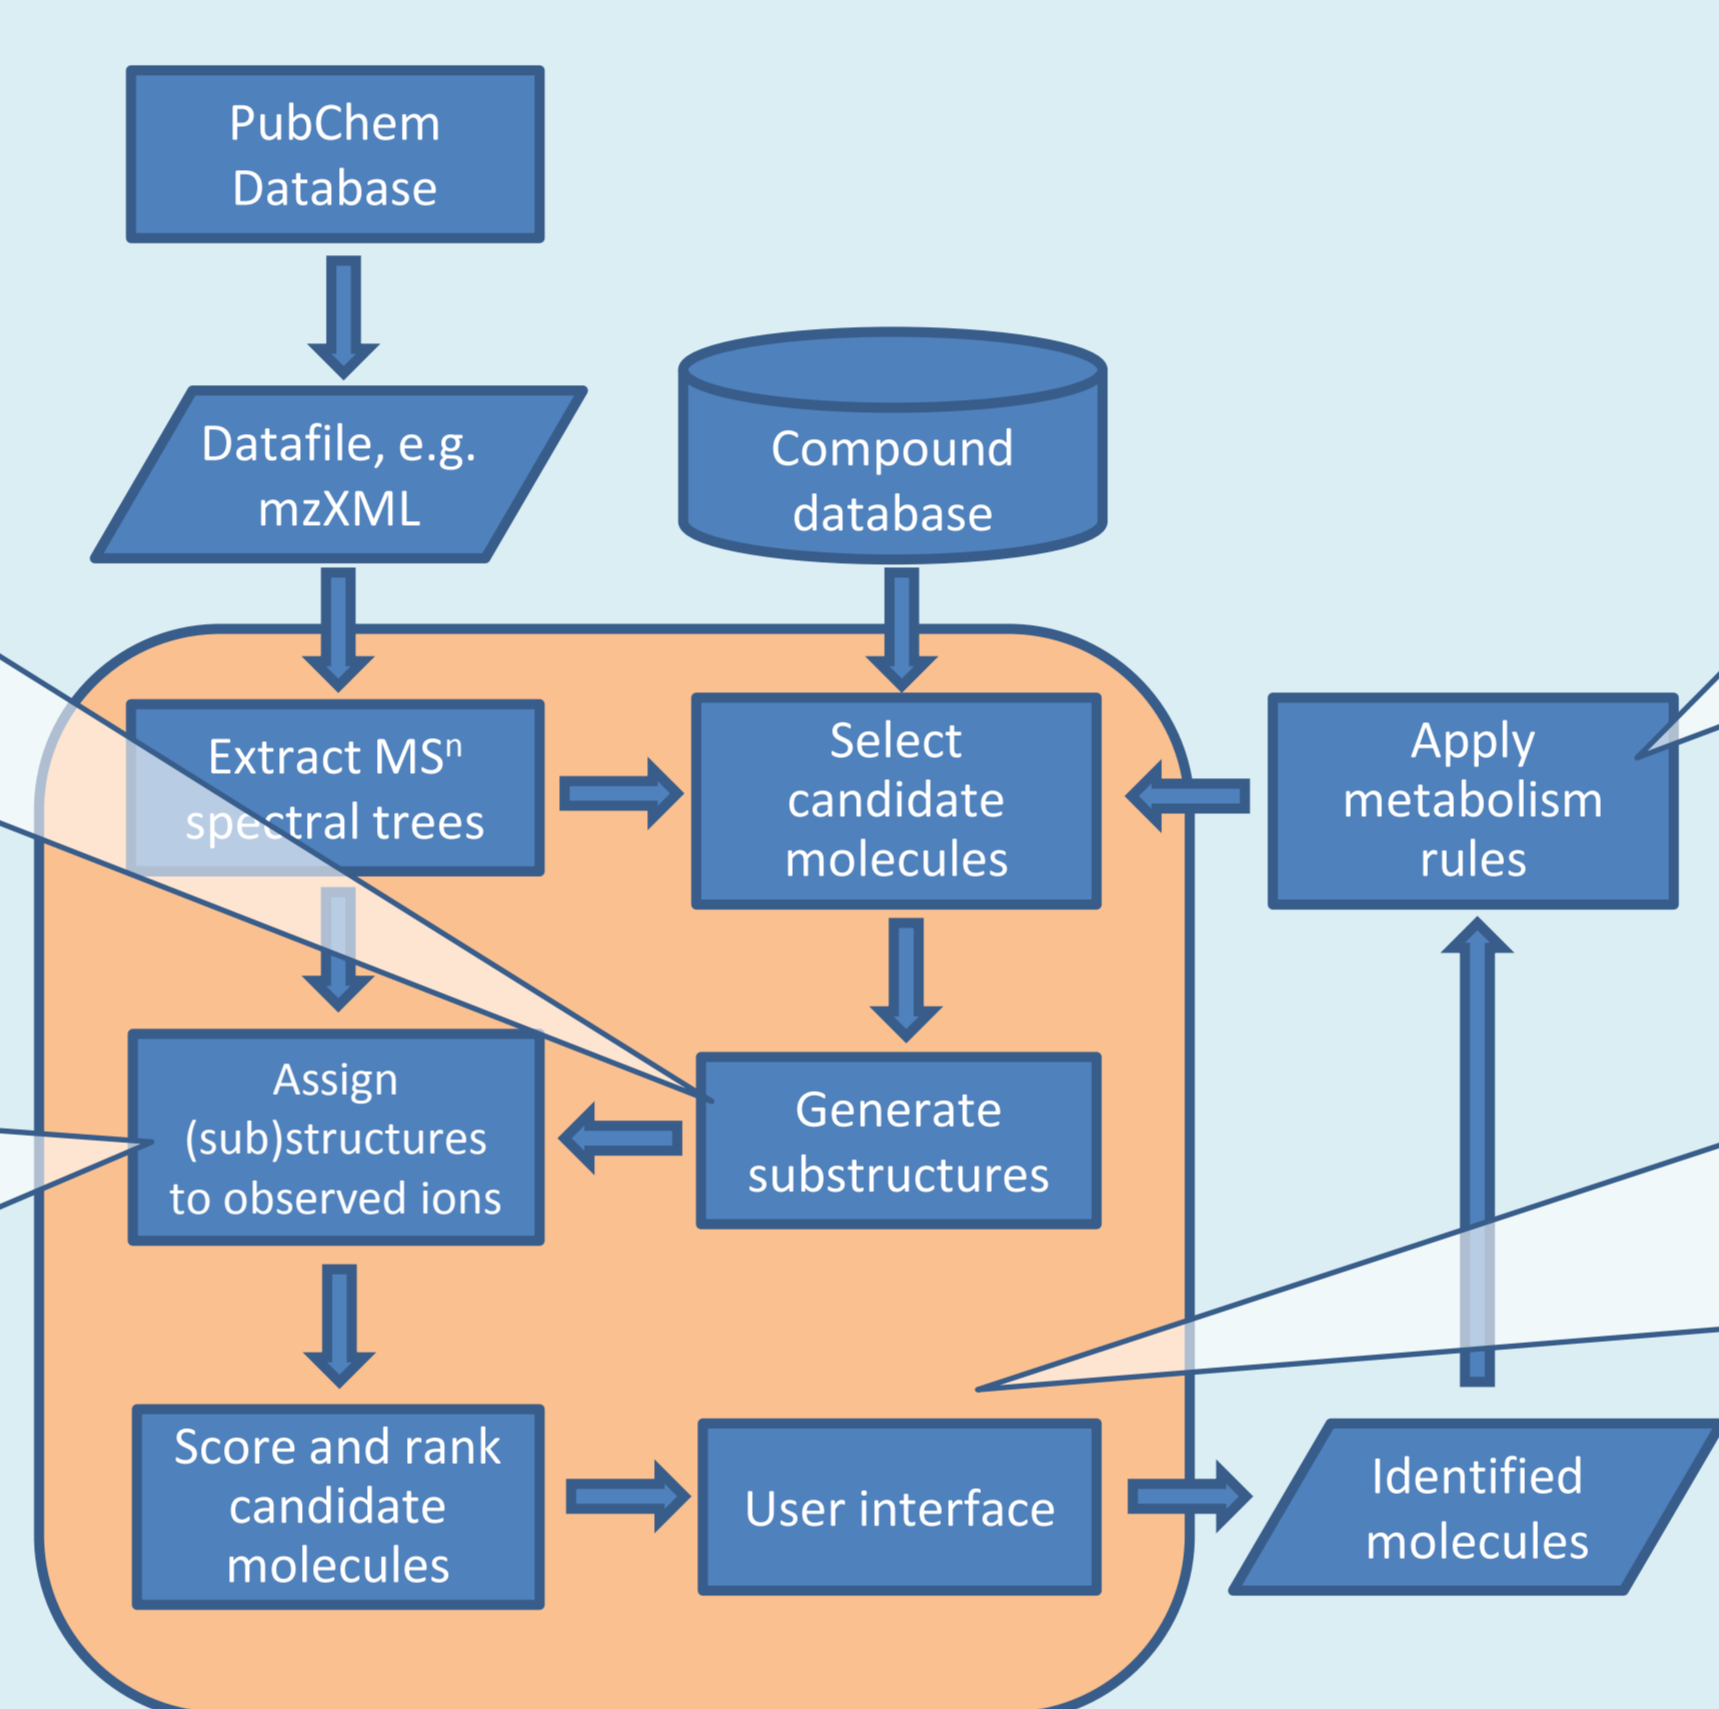 PubChem
Database
Datafile, e.g.
mzXML
Compound
database
Extract MSⁿ
spectral trees
Select
candidate
molecules
Apply
metabolism
rules
Assign
(sub)structures
to observed ions
Generate
substructures
Score and rank
candidate
molecules
User interface
Identified
molecules